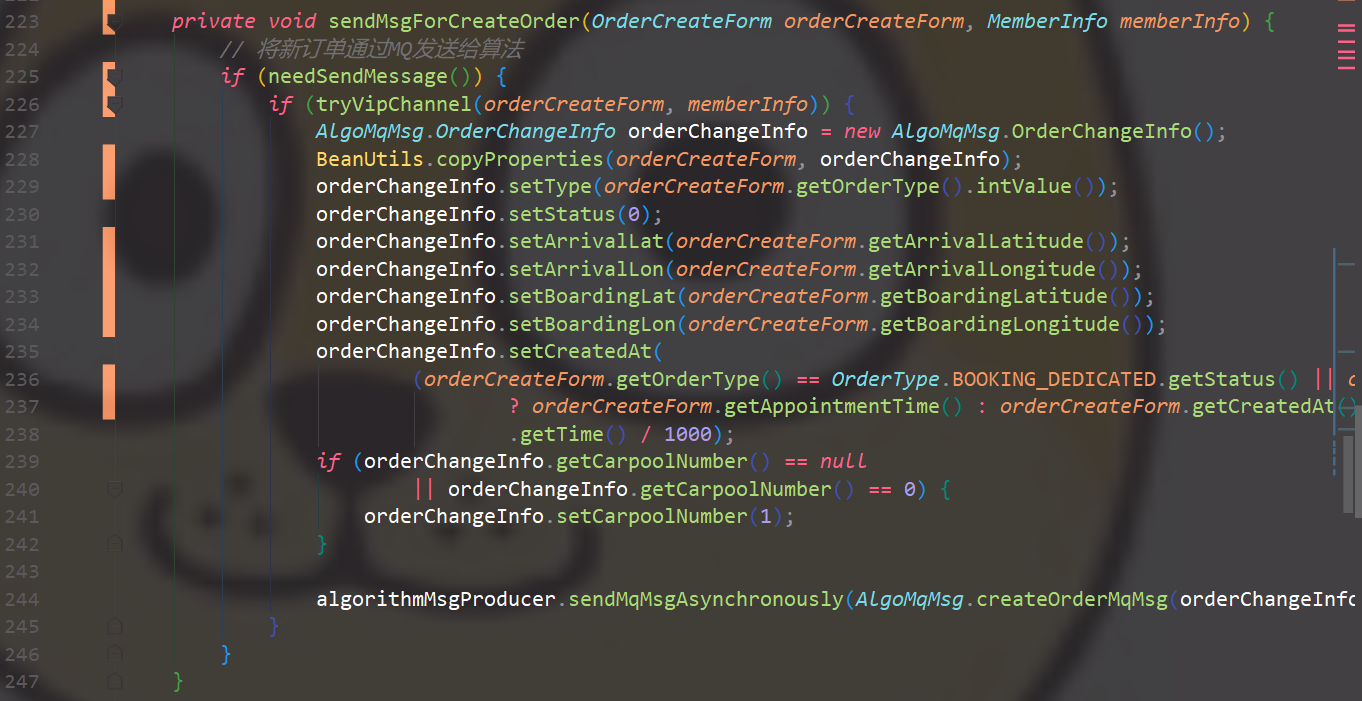 223 private void sendMsgForCreateOrder(OrderCreateForm orderCreateForm, MemberInfo memberInfo) {
224 // 将新订单通过MQ发送给算法
225 if (needSendMessage()) {
226 if (tryVipChannel(orderCreateForm, memberInfo)) {
227 AlgoMqMsg.OrderChangeInfo orderChangeInfo = new AlgoMqMsg.OrderChangeInfo();
228 BeanUtils.copyProperties(orderCreateForm, orderChangeInfo);
229 orderChangeInfo.setType(orderCreateForm.getOrderType().intValue());
230 orderChangeInfo.setStatus(0);
231 orderChangeInfo.setArrivalLat(orderCreateForm.getArrivalLatitude());
232 orderChangeInfo.setArrivalLon(orderCreateForm.getArrivalLongitude());
233 orderChangeInfo.setBoardingLat(orderCreateForm.getBoardingLatitude());
234 orderChangeInfo.setBoardingLon(orderCreateForm.getBoardingLongitude());
235 orderChangeInfo.setCreatedAt(
236 (orderCreateForm.getOrderType() == OrderType.BOOKING_DEDICATED.getStatus() ||
237 ? orderCreateForm.getAppointmentTime() : orderCreateForm.getCreatedAt()
238 .getTime() / 1000);
239 if (orderChangeInfo.getCarpoolNumber() == null
240 || orderChangeInfo.getCarpoolNumber() == 0) {
241 orderChangeInfo.setCarpoolNumber(1);
242 }
243
244 algorithmMsgProducer.sendMqMsgAsynchronously(AlgoMqMsg.createOrderMqMsg(orderChangeInfo
245 }
246 }
247 }